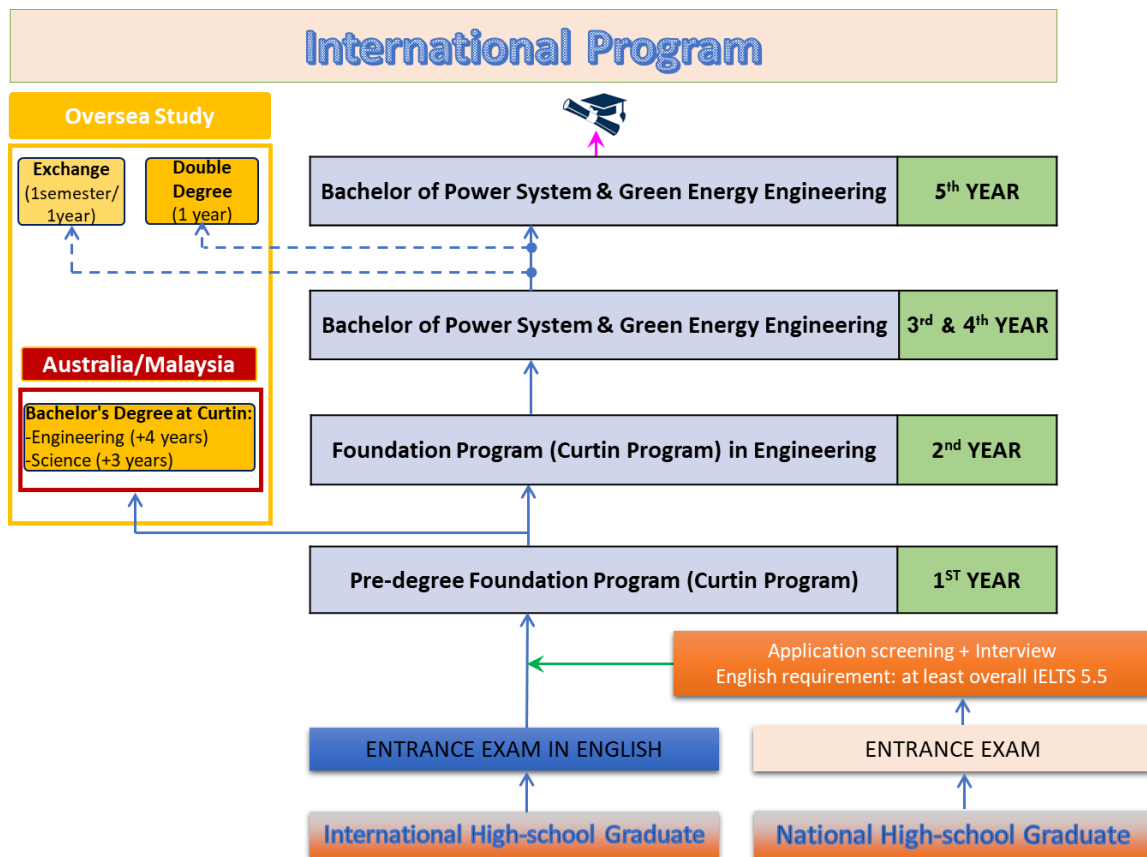 International Program
Oversea Study
Exchange
(1semester/
1year)
Double
Degree
(1 year)
Bachelor of Power System & Green Energy Engineering
5th YEAR
Bachelor of Power System & Green Energy Engineering
3rd & 4th YEAR
Australia/Malaysia
Bachelor's Degree at Curtin:
-Engineering (+4 years)
-Science (+3 years)
Foundation Program (Curtin Program) in Engineering
2nd YEAR
Pre-degree Foundation Program (Curtin Program)
1ST YEAR
Application screening + Interview
English requirement: at least overall IELTS 5.5
ENTRANCE EXAM IN ENGLISH
ENTRANCE EXAM
International High-school Graduate
National High-school Graduate